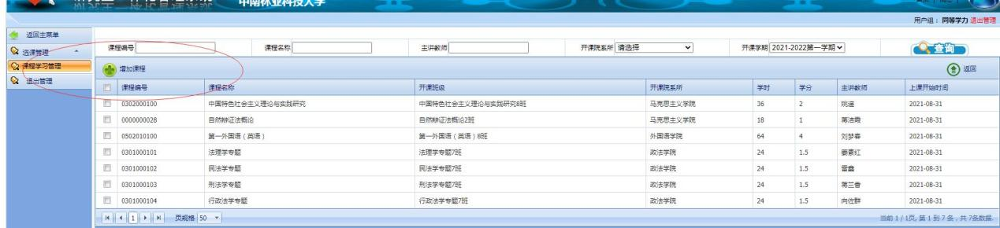 中南林业科技大学
用户组： 同等学力 退出管理
返回主菜单
选课管理
课程学习管理
退出管理
课程编号 课程名称 主讲教师 开课院系所 请选择 开课学期 2021-2022第一学期 查询
增加课程 返回
课程编号 课程名称 开课班级 开课院系所 学时 学分 主讲教师 上课开始时间
0302000100 中国特色社会主义理论与实践研究 中国特色社会主义理论与实践研究8班 马克思主义学院 36 2 姚遥 2021-08-31
0000000028 自然辩证法概论 自然辩证法概论2班 马克思主义学院 18 1 蒋洁霞 2021-08-31
0502010100 第一外国语（英语） 第一外国语（英语）8班 外国语学院 64 4 刘梦春 2021-08-31
0301000101 法理学专题 法理学专题7班 政法学院 24 1.5 晏素红 2021-08-31
0301000102 民法学专题 民法学专题7班 政法学院 24 1.5 雷鑫 2021-08-31
0301000103 刑法学专题 刑法学专题7班 政法学院 24 1.5 蒋兰香 2021-08-31
0301000104 行政法学专题 行政法学专题7班 政法学院 24 1.5 向佐群 2021-08-31
1 页规格 50 当前 1 / 1页, 第 1 到 7 条，共 7条数据.